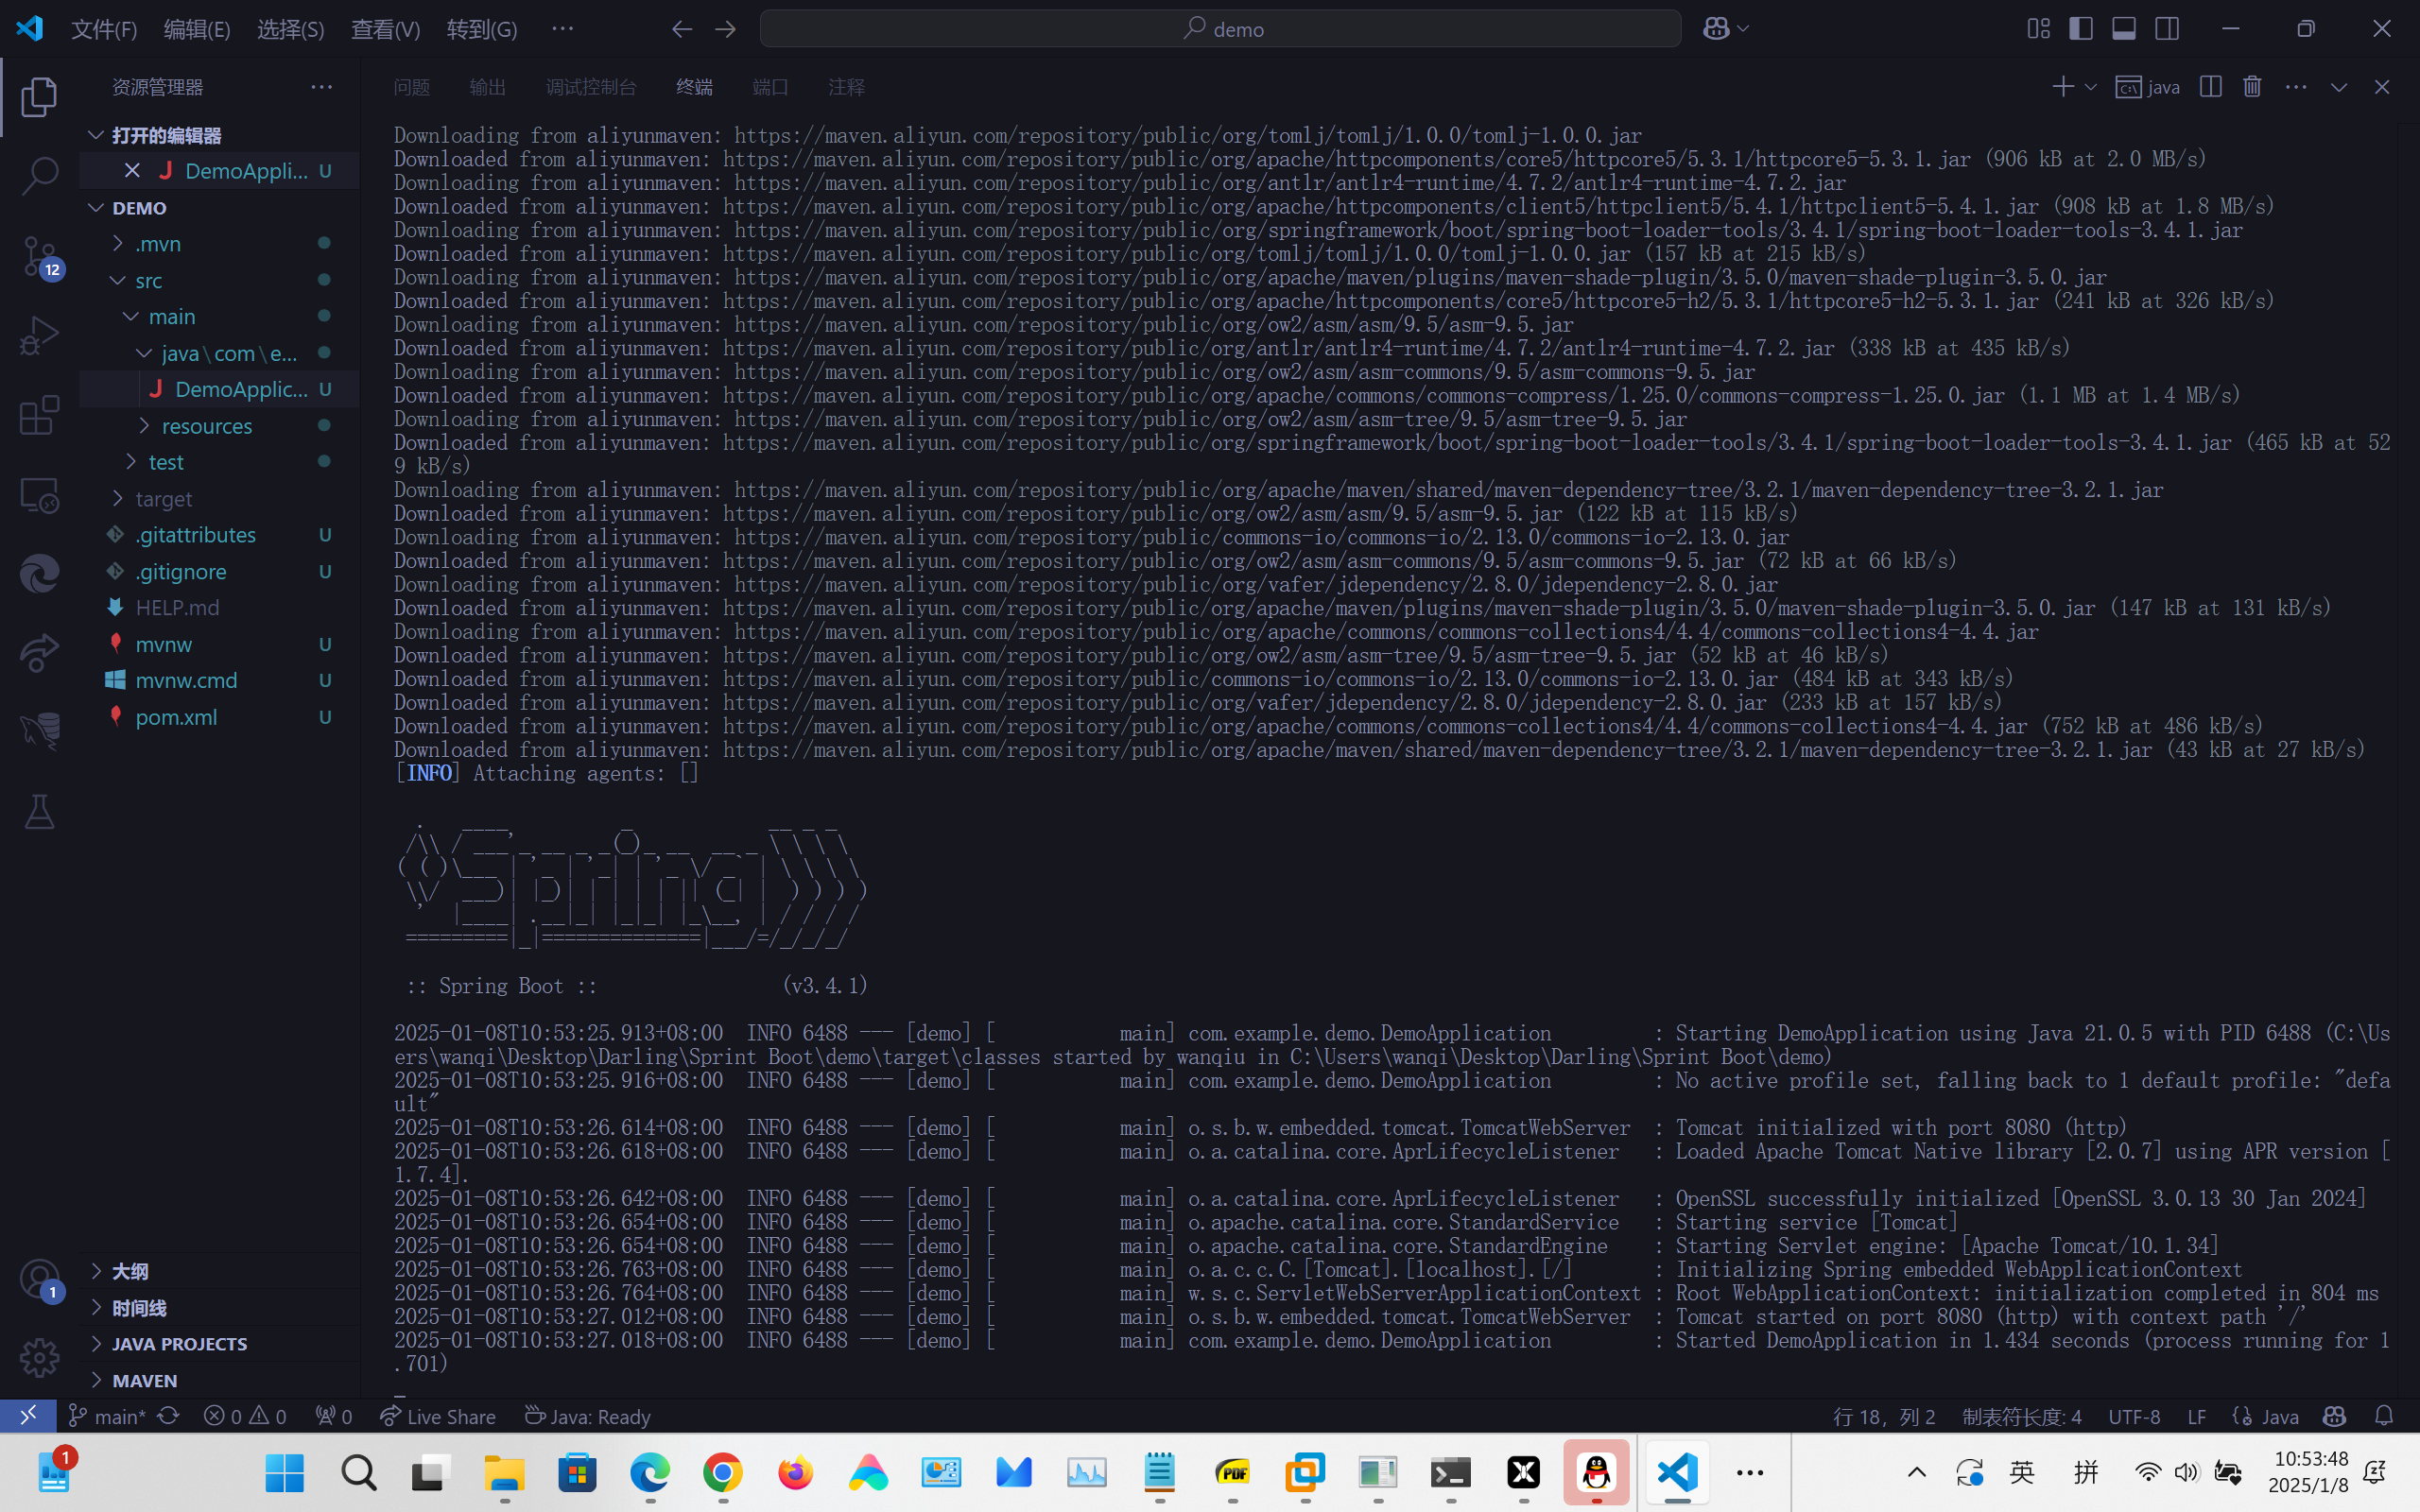 文件(F) 编辑(E) 选择(S) 查看(V) 转到(G) ··· demo
资源管理器
打开的编辑器
DemoAppli... U
DEMO
.mvn
src
main
java\com\e...
DemoApplic... U
resources
test
target
.gitattributes U
.gitignore U
HELP.md
mvnw U
mvnw.cmd U
pom.xml U
大纲
时间线
JAVA PROJECTS
MAVEN
12
1
问题 输出 调试控制台 终端 端口 注释 java
Downloading from aliyunmaven: https://maven.aliyun.com/repository/public/org/tomlj/tomlj/1.0.0/tomlj-1.0.0.jar
Downloaded from aliyunmaven: https://maven.aliyun.com/repository/public/org/apache/httpcomponents/core5/httpcore5/5.3.1/httpcore5-5.3.1.jar (906 kB at 2.0 MB/s)
Downloading from aliyunmaven: https://maven.aliyun.com/repository/public/org/antlr/antlr4-runtime/4.7.2/antlr4-runtime-4.7.2.jar
Downloaded from aliyunmaven: https://maven.aliyun.com/repository/public/org/apache/httpcomponents/client5/httpclient5/5.4.1/httpclient5-5.4.1.jar (908 kB at 1.8 MB/s)
Downloading from aliyunmaven: https://maven.aliyun.com/repository/public/org/springframework/boot/spring-boot-loader-tools/3.4.1/spring-boot-loader-tools-3.4.1.jar
Downloaded from aliyunmaven: https://maven.aliyun.com/repository/public/org/tomlj/tomlj/1.0.0/tomlj-1.0.0.jar (157 kB at 215 kB/s)
Downloading from aliyunmaven: https://maven.aliyun.com/repository/public/org/apache/maven/plugins/maven-shade-plugin/3.5.0/maven-shade-plugin-3.5.0.jar
Downloaded from aliyunmaven: https://maven.aliyun.com/repository/public/org/apache/httpcomponents/core5/httpcore5-h2/5.3.1/httpcore5-h2-5.3.1.jar (241 kB at 326 kB/s)
Downloading from aliyunmaven: https://maven.aliyun.com/repository/public/org/ow2/asm/asm/9.5/asm-9.5.jar
Downloaded from aliyunmaven: https://maven.aliyun.com/repository/public/org/antlr/antlr4-runtime/4.7.2/antlr4-runtime-4.7.2.jar (338 kB at 435 kB/s)
Downloading from aliyunmaven: https://maven.aliyun.com/repository/public/org/ow2/asm/asm-commons/9.5/asm-commons-9.5.jar
Downloaded from aliyunmaven: https://maven.aliyun.com/repository/public/org/apache/commons/commons-compress/1.25.0/commons-compress-1.25.0.jar (1.1 MB at 1.4 MB/s)
Downloading from aliyunmaven: https://maven.aliyun.com/repository/public/org/ow2/asm/asm-tree/9.5/asm-tree-9.5.jar
Downloaded from aliyunmaven: https://maven.aliyun.com/repository/public/org/springframework/boot/spring-boot-loader-tools/3.4.1/spring-boot-loader-tools-3.4.1.jar (465 kB at 52
9 kB/s)
Downloading from aliyunmaven: https://maven.aliyun.com/repository/public/org/apache/maven/shared/maven-dependency-tree/3.2.1/maven-dependency-tree-3.2.1.jar
Downloaded from aliyunmaven: https://maven.aliyun.com/repository/public/org/ow2/asm/asm/9.5/asm-9.5.jar (122 kB at 115 kB/s)
Downloading from aliyunmaven: https://maven.aliyun.com/repository/public/commons-io/commons-io/2.13.0/commons-io-2.13.0.jar
Downloaded from aliyunmaven: https://maven.aliyun.com/repository/public/org/ow2/asm/asm-commons/9.5/asm-commons-9.5.jar (72 kB at 66 kB/s)
Downloading from aliyunmaven: https://maven.aliyun.com/repository/public/org/vafer/jdependency/2.8.0/jdependency-2.8.0.jar
Downloaded from aliyunmaven: https://maven.aliyun.com/repository/public/org/apache/maven/plugins/maven-shade-plugin/3.5.0/maven-shade-plugin-3.5.0.jar (147 kB at 131 kB/s)
Downloading from aliyunmaven: https://maven.aliyun.com/repository/public/org/apache/commons/commons-collections4/4.4/commons-collections4-4.4.jar
Downloaded from aliyunmaven: https://maven.aliyun.com/repository/public/org/ow2/asm/asm-tree/9.5/asm-tree-9.5.jar (52 kB at 46 kB/s)
Downloaded from aliyunmaven: https://maven.aliyun.com/repository/public/commons-io/commons-io/2.13.0/commons-io-2.13.0.jar (484 kB at 343 kB/s)
Downloaded from aliyunmaven: https://maven.aliyun.com/repository/public/org/vafer/jdependency/2.8.0/jdependency-2.8.0.jar (233 kB at 157 kB/s)
Downloaded from aliyunmaven: https://maven.aliyun.com/repository/public/org/apache/commons/commons-collections4/4.4/commons-collections4-4.4.jar (752 kB at 486 kB/s)
Downloaded from aliyunmaven: https://maven.aliyun.com/repository/public/org/apache/maven/shared/maven-dependency-tree/3.2.1/maven-dependency-tree-3.2.1.jar (43 kB at 27 kB/s)
[INFO] Attaching agents: []
Spring
:: Spring Boot :: (v3.4.1)
2025-01-08T10:53:25.913+08:00 INFO 6488 --- [demo] [ main] com.example.demo.DemoApplication : Starting DemoApplication using Java 21.0.5 with PID 6488 (C:\Us
ers\wanqi\Desktop\Darling\Sprint Boot\demo\target\classes started by wanqiu in C:\Users\wanqi\Desktop\Darling\Sprint Boot\demo)
2025-01-08T10:53:25.916+08:00 INFO 6488 --- [demo] [ main] com.example.demo.DemoApplication : No active profile set, falling back to 1 default profile: "defa
ult"
2025-01-08T10:53:26.614+08:00 INFO 6488 --- [demo] [ main] o.s.b.w.embedded.tomcat.TomcatWebServer : Tomcat initialized with port 8080 (http)
2025-01-08T10:53:26.618+08:00 INFO 6488 --- [demo] [ main] o.a.catalina.core.AprLifecycleListener : Loaded Apache Tomcat Native library [2.0.7] using APR version [
1.7.4].
2025-01-08T10:53:26.642+08:00 INFO 6488 --- [demo] [ main] o.a.catalina.core.AprLifecycleListener : OpenSSL successfully initialized [OpenSSL 3.0.13 30 Jan 2024]
2025-01-08T10:53:26.654+08:00 INFO 6488 --- [demo] [ main] o.apache.catalina.core.StandardService : Starting service [Tomcat]
2025-01-08T10:53:26.654+08:00 INFO 6488 --- [demo] [ main] o.apache.catalina.core.StandardEngine : Starting Servlet engine: [Apache Tomcat/10.1.34]
2025-01-08T10:53:26.763+08:00 INFO 6488 --- [demo] [ main] o.a.c.c.C.[Tomcat].[localhost].[/] : Initializing Spring embedded WebApplicationContext
2025-01-08T10:53:26.764+08:00 INFO 6488 --- [demo] [ main] w.s.c.ServletWebServerApplicationContext : Root WebApplicationContext: initialization completed in 804 ms
2025-01-08T10:53:27.012+08:00 INFO 6488 --- [demo] [ main] o.s.b.w.embedded.tomcat.TomcatWebServer : Tomcat started on port 8080 (http) with context path '/'
2025-01-08T10:53:27.018+08:00 INFO 6488 --- [demo] [ main] com.example.demo.DemoApplication : Started DemoApplication in 1.434 seconds (process running for 1
.701)
main* 0 0 0 Live Share Java: Ready 行 18，列 2 制表符长度: 4 UTF-8 LF Java
1 PDF 英 拼 10:53:48
2025/1/8